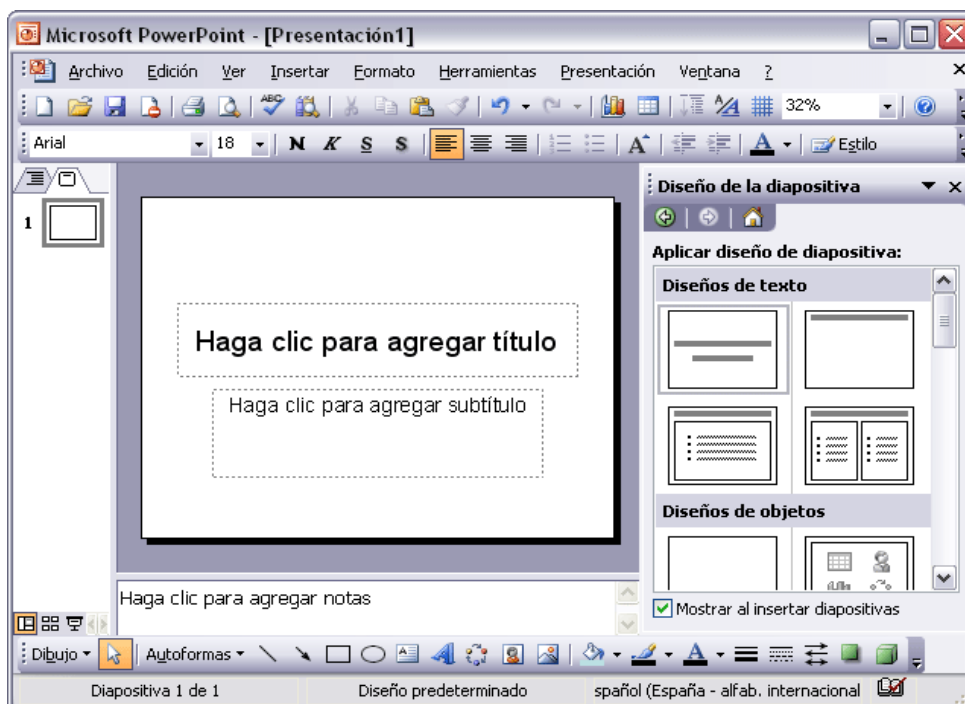 Microsoft PowerPoint - [Presentación1]
Archivo Edición Ver Insertar Formato Herramientas Presentación Ventana ?
ABC 32%
Arial 18 N K S S A A Estilo
Diseño de la diapositiva
1
Aplicar diseño de diapositiva:
Diseños de texto
Haga clic para agregar título
Haga clic para agregar subtítulo
Diseños de objetos
Haga clic para agregar notas
Mostrar al insertar diapositivas
Dibujo Autoformas A A
Diapositiva 1 de 1 Diseño predeterminado spañol (España - alfab. internacional